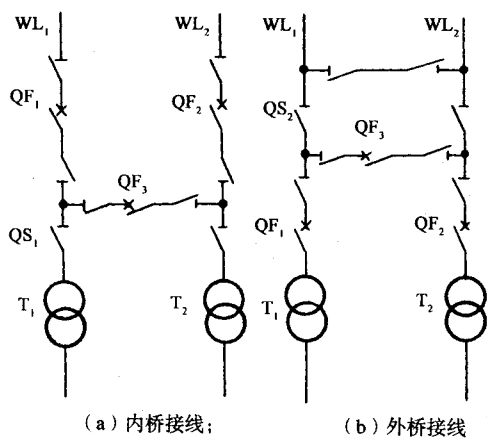 WL₁
WL₂
WL₁
WL₂
QF₁
QF₂
QS₂
QF₃
QF₃
QS₁
QF₁
QF₂
T₁
T₂
T₁
T₂
(a) 内桥接线;
(b) 外桥接线